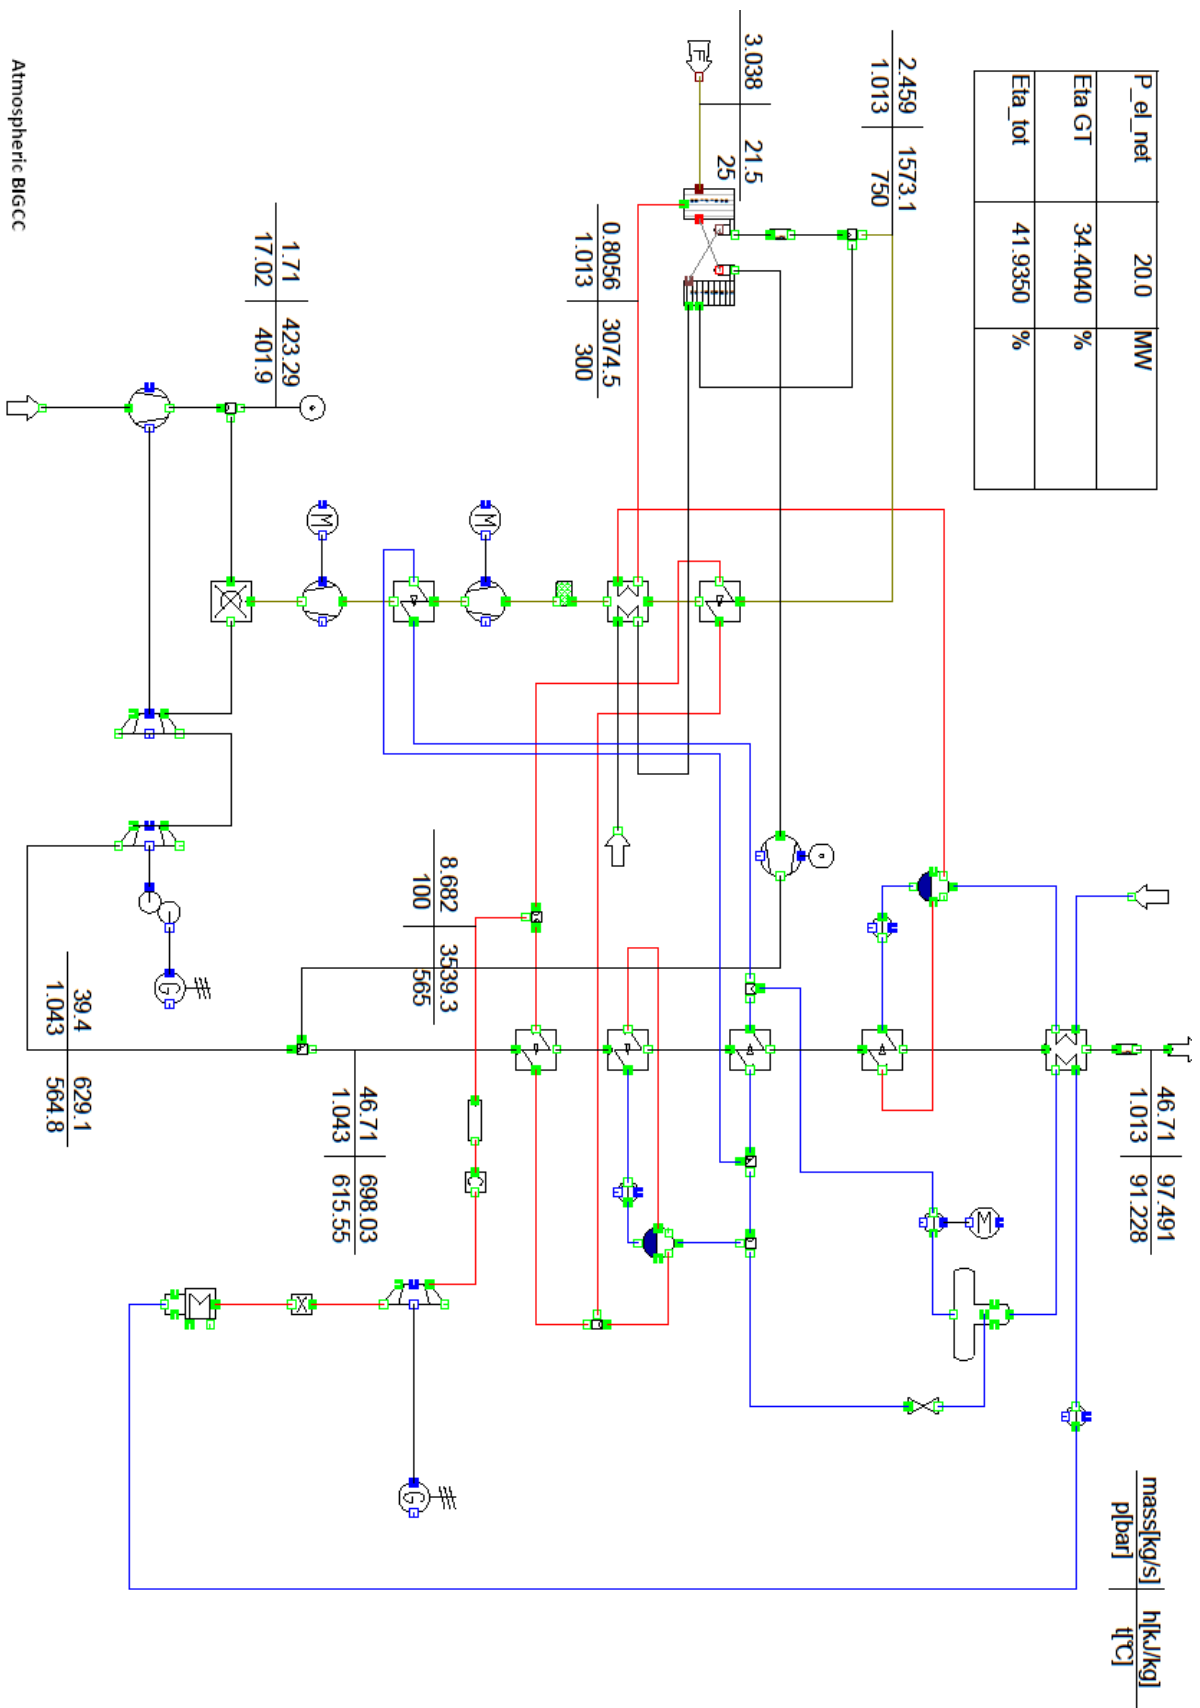 P_el_net 20.0 MW
Eta GT 34.4040 %
Eta_tot 41.9350 %
mass[kg/s] h[kJ/kg]
p[bar] t[°C]
2.459 1573.1
1.013 750
3.038 21.5
25
F
0.8056 3074.5
1.013 300
1.71 423.29
17.02 401.9
M
M
M
8.682 3539.3
100 565
46.71 97.491
1.013 91.228
46.71 698.03
1.043 615.55
39.4 629.1
1.043 564.8
G
G
C
Atmospheric BIGCC